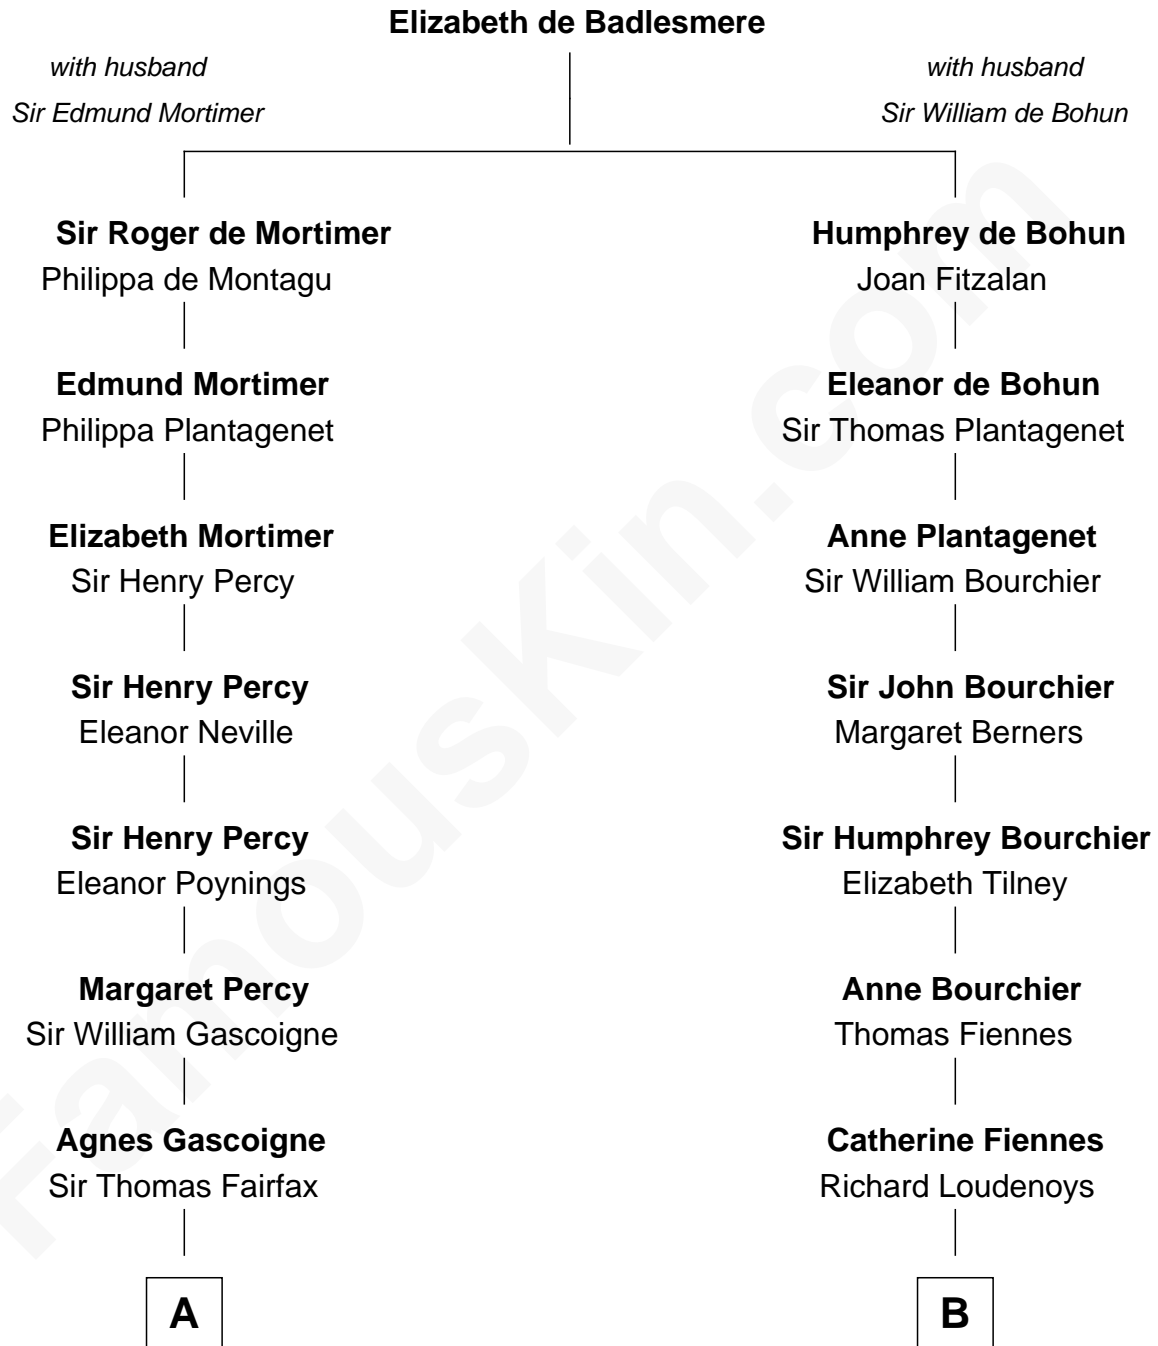 Elizabeth de Badlesmere
with husband
Sir Edmund Mortimer
with husband
Sir William de Bohun
Sir Roger de Mortimer
Philippa de Montagu
Humphrey de Bohun
Joan Fitzalan
Edmund Mortimer
Philippa Plantagenet
Eleanor de Bohun
Sir Thomas Plantagenet
Elizabeth Mortimer
Sir Henry Percy
Anne Plantagenet
Sir William Bourchier
Sir Henry Percy
Eleanor Neville
Sir John Bourchier
Margaret Berners
Sir Henry Percy
Eleanor Poynings
Sir Humphrey Bourchier
Elizabeth Tilney
Margaret Percy
Sir William Gascoigne
Anne Bourchier
Thomas Fiennes
Agnes Gascoigne
Sir Thomas Fairfax
Catherine Fiennes
Richard Loudenoys
A
B
FamousKin.com